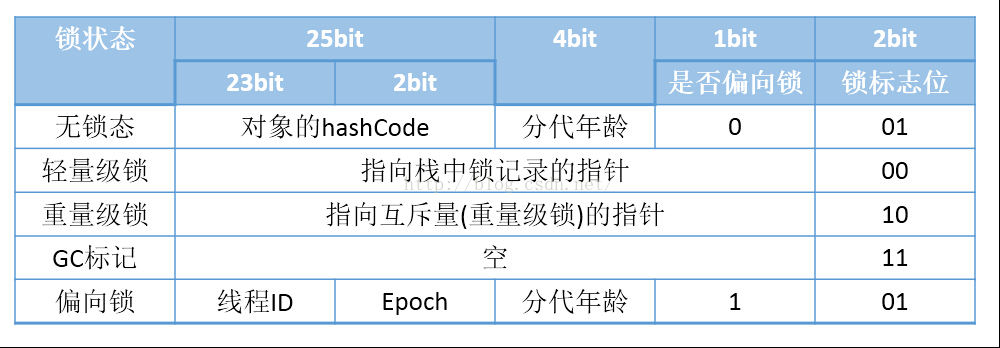 锁状态 25bit 4bit 1bit 2bit
23bit 2bit 是否偏向锁 锁标志位
无锁态 对象的hashCode 分代年龄 0 01
轻量级锁 指向栈中锁记录的指针 00
http://blog.csdn.net/
重量级锁 指向互斥量(重量级锁)的指针 10
GC标记 空 11
偏向锁 线程ID Epoch 分代年龄 1 01